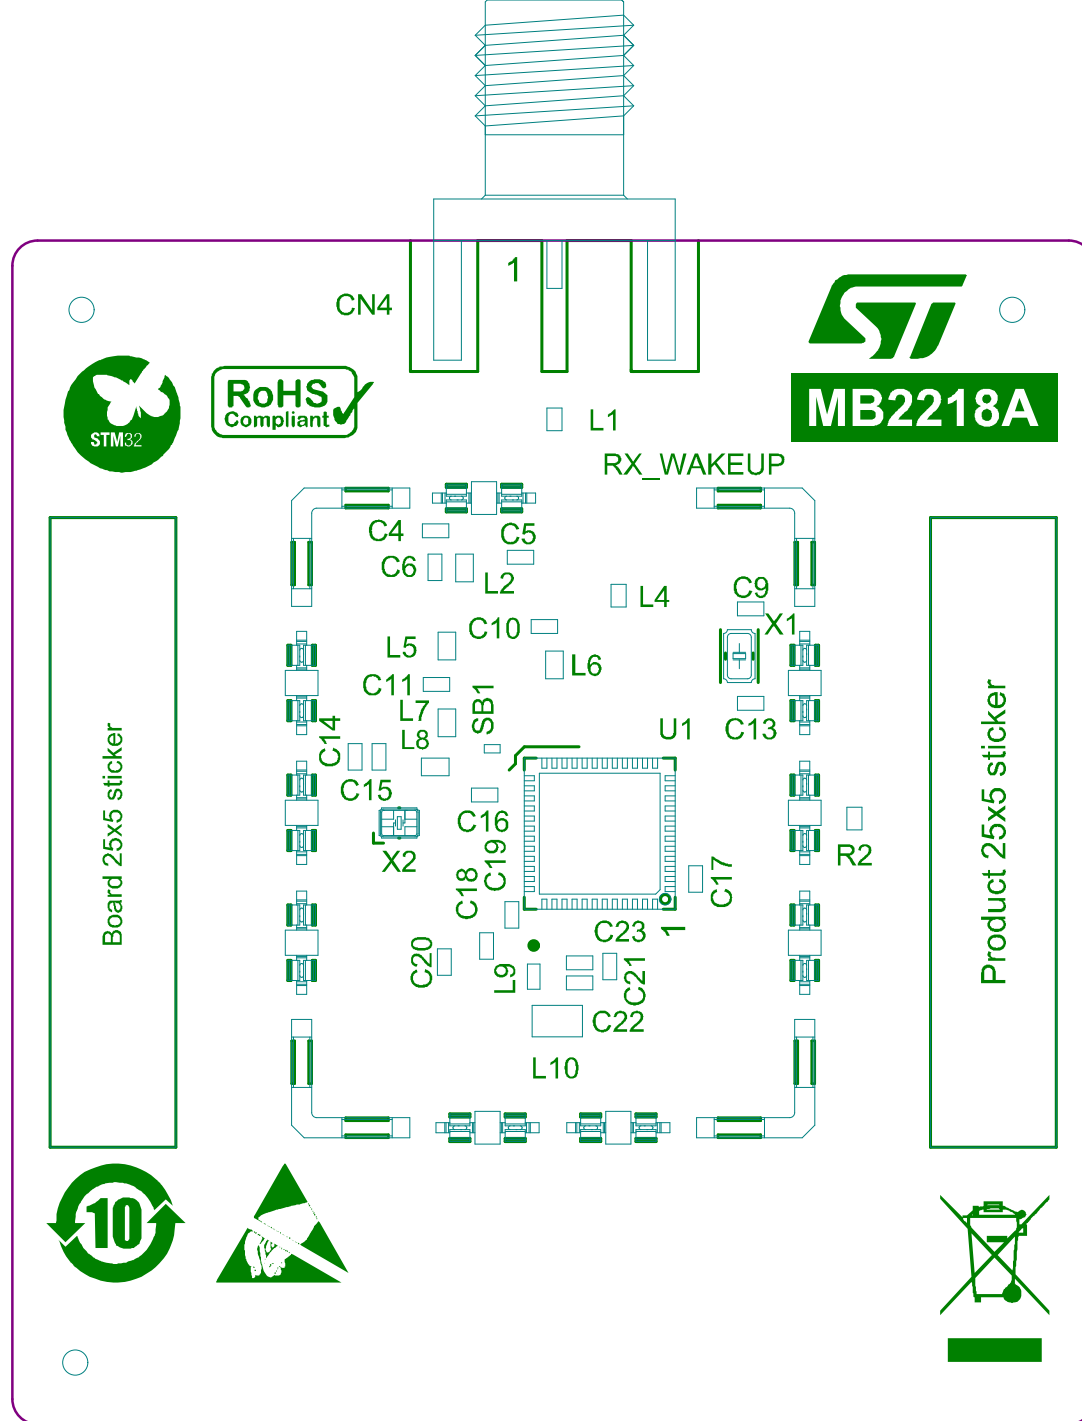 1
CN4
ST
RoHS
Compliant
STM32
MB2218A
L1
RX_WAKEUP
C4
C5
C6
L2
L4
C9
X1
C10
L5
L6
C11
SB1
L7
C14
L8
C13
U1
C15
C16
X2
C19
C18
C17
R2
C23
1
C20
L9
C21
C22
L10
Board 25x5 sticker
Product 25x5 sticker
10